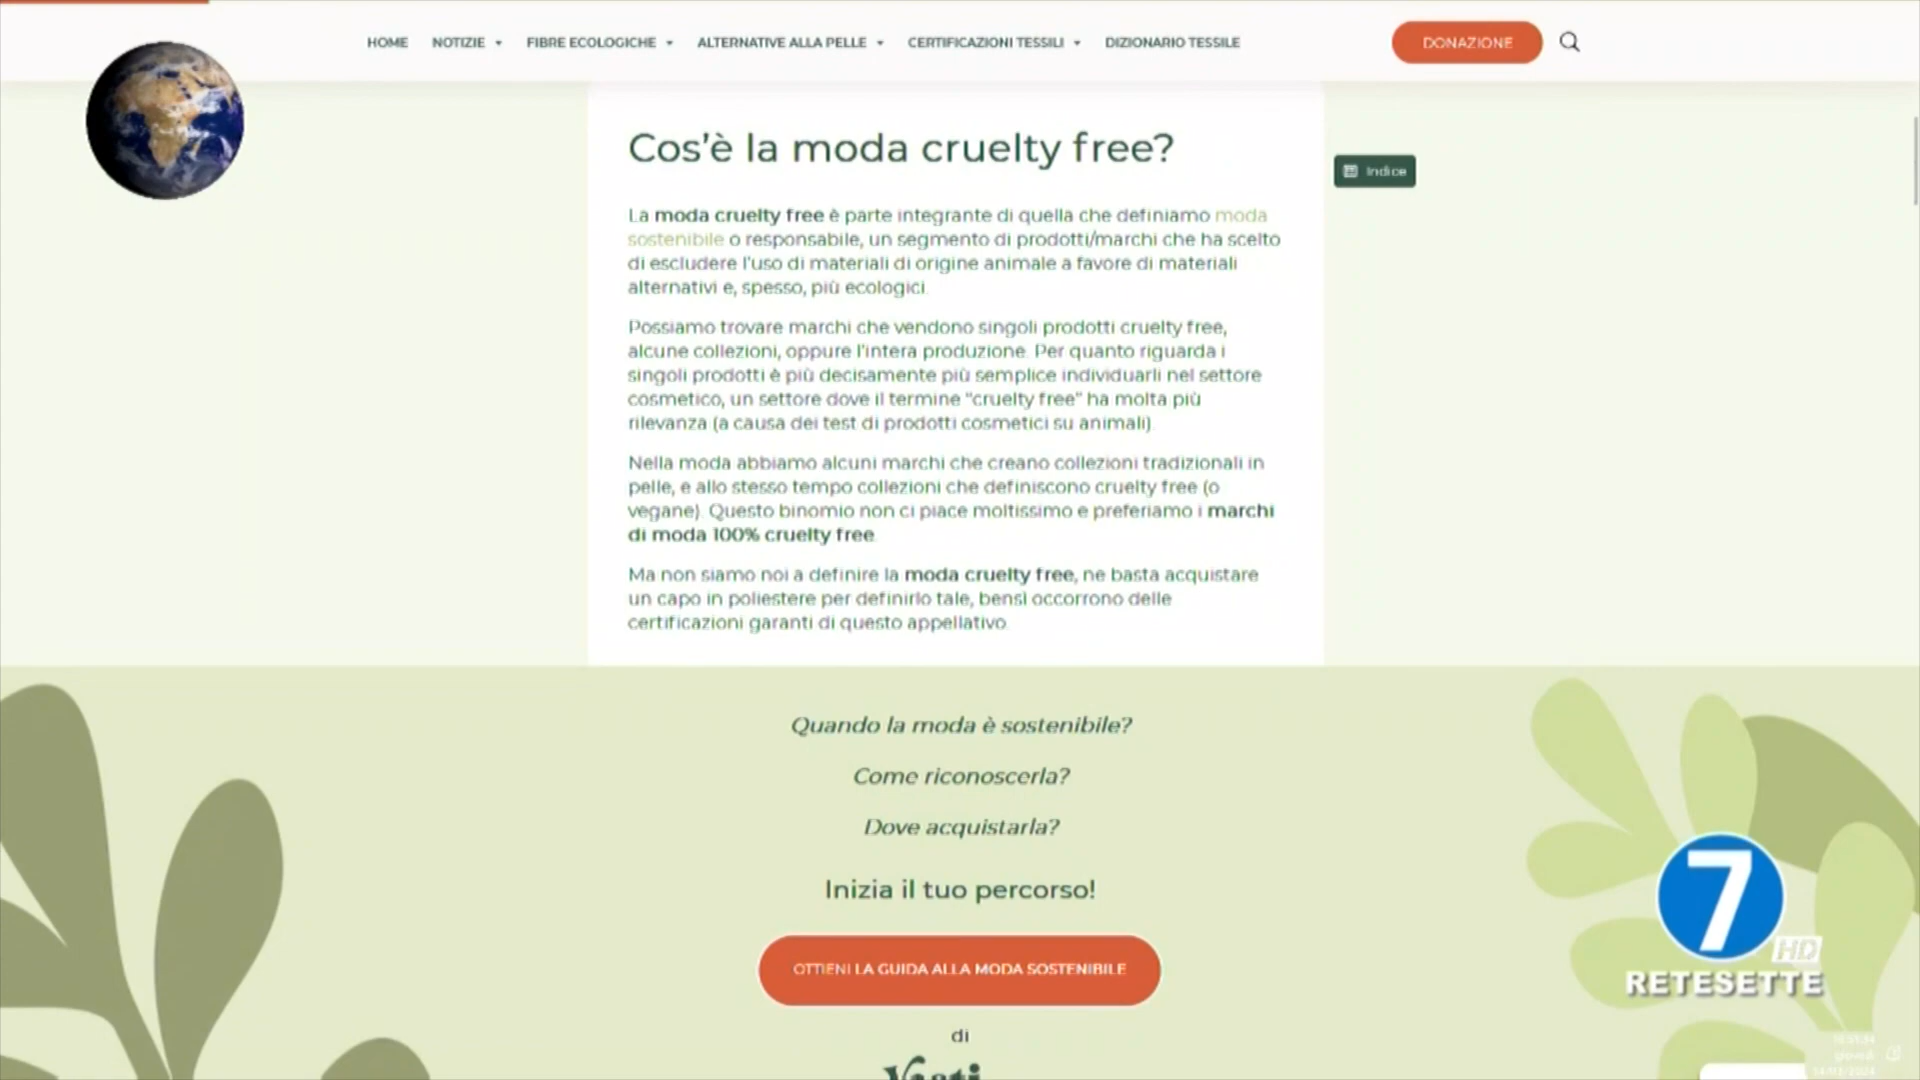 HOME NOTIZIE FIBRE ECOLOGICHE ALTERNATIVE ALLA PELLE CERTIFICAZIONI TESSILI DIZIONARIO TESSILE DONAZIONE
Cos'è la moda cruelty free?
Indice
La moda cruelty free è parte integrante di quella che definiamo moda
sostenibile o responsabile, un segmento di prodotti/marchi che ha scelto
di escludere l'uso di materiali di origine animale a favore di materiali
alternativi e, spesso, più ecologici.
Possiamo trovare marchi che vendono singoli prodotti cruelty free,
alcune collezioni, oppure l'intera produzione. Per quanto riguarda i
singoli prodotti è più decisamente più semplice individuarli nel settore
cosmetico, un settore dove il termine "cruelty free" ha molta più
rilevanza (a causa dei test di prodotti cosmetici su animali).
Nella moda abbiamo alcuni marchi che creano collezioni tradizionali in
pelle, e allo stesso tempo collezioni che definiscono cruelty free (o
vegane). Questo binomio non ci piace moltissimo e preferiamo i marchi
di moda 100% cruelty free.
Ma non siamo noi a definire la moda cruelty free, ne basta acquistare
un capo in poliestere per definirlo tale, bensì occorrono delle
certificazioni garanti di questo appellativo.
Quando la moda è sostenibile?
Come riconoscerla?
Dove acquistarla?
Inizia il tuo percorso!
OTTIENI LA GUIDA ALLA MODA SOSTENIBILE
di
7
HD
RETESETTE